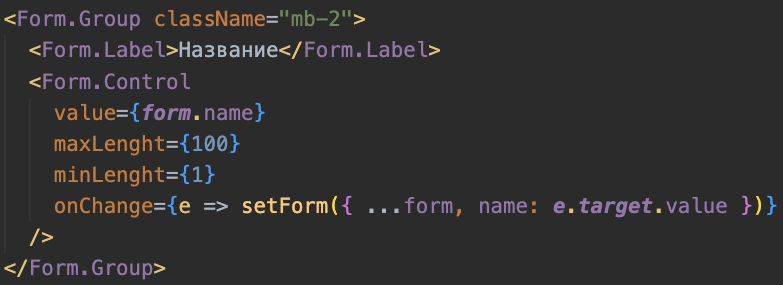 <Form.Group className="mb-2">
<Form.Label>Название</Form.Label>
<Form.Control
value={form.name}
maxLenght={100}
minLenght={1}
onChange={e => setForm({ ...form, name: e.target.value })}
/>
</Form.Group>